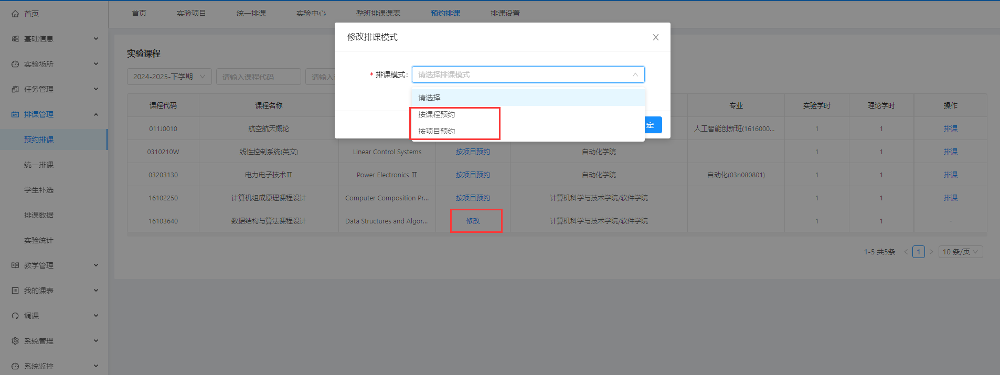 首页
基础信息
实验场所
任务管理
排课管理
预约排课
统一排课
学生补选
排课数据
实验统计
教学管理
我的课表
调课
系统管理
系统监控
首页 实验项目 统一排课 实验中心 整班排课课表 预约排课 排课设置
修改排课模式
* 排课模式: 请选择排课模式
请选择
按课程预约
按项目预约
定
实验课程
2024-2025-下学期 请输入课程代码 请输入
课程代码 课程名称 专业 实验学时 理论学时 操作
011J0010 航空航天概论 人工智能创新班(1616000... 1 1 排课
0310210W 线性控制系统(英文) Linear Control Systems 按项目预约 自动化学院 1 1 排课
03203130 电力电子技术Ⅱ Power Electronics Ⅱ 按项目预约 自动化学院 自动化(03n080801) 1 1 排课
16102250 计算机组成原理课程设计 Computer Composition Pr... 按项目预约 计算机科学与技术学院/软件学院 1 1 排课
16103640 数据结构与算法课程设计 Data Structures and Algor... 修改 计算机科学与技术学院/软件学院 1 1 -
1-5 共5条 < 1 > 10 条/页